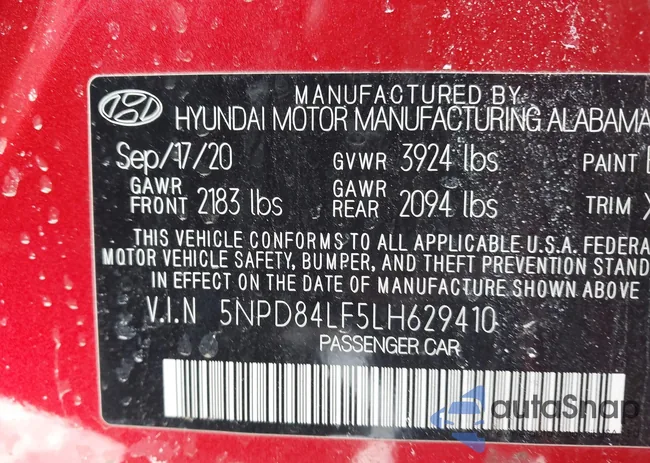 MANUFACTURED BY
HYUNDAI MOTOR MANUFACTURING ALABAMA
Sep/17/20 GVWR 3924 lbs PAINT
GAWR FRONT 2183 lbs GAWR REAR 2094 lbs TRIM
THIS VEHICLE CONFORMS TO ALL APPLICABLE U.S.A. FEDERA
MOTOR VEHICLE SAFETY, BUMPER, AND THEFT PREVENTION STAND
IN EFFECT ON THE DATE OF MANUFACTURE SHOWN ABOVE.
V.I.N 5NPD84LF5LH629410
PASSENGER CAR
autoSnap